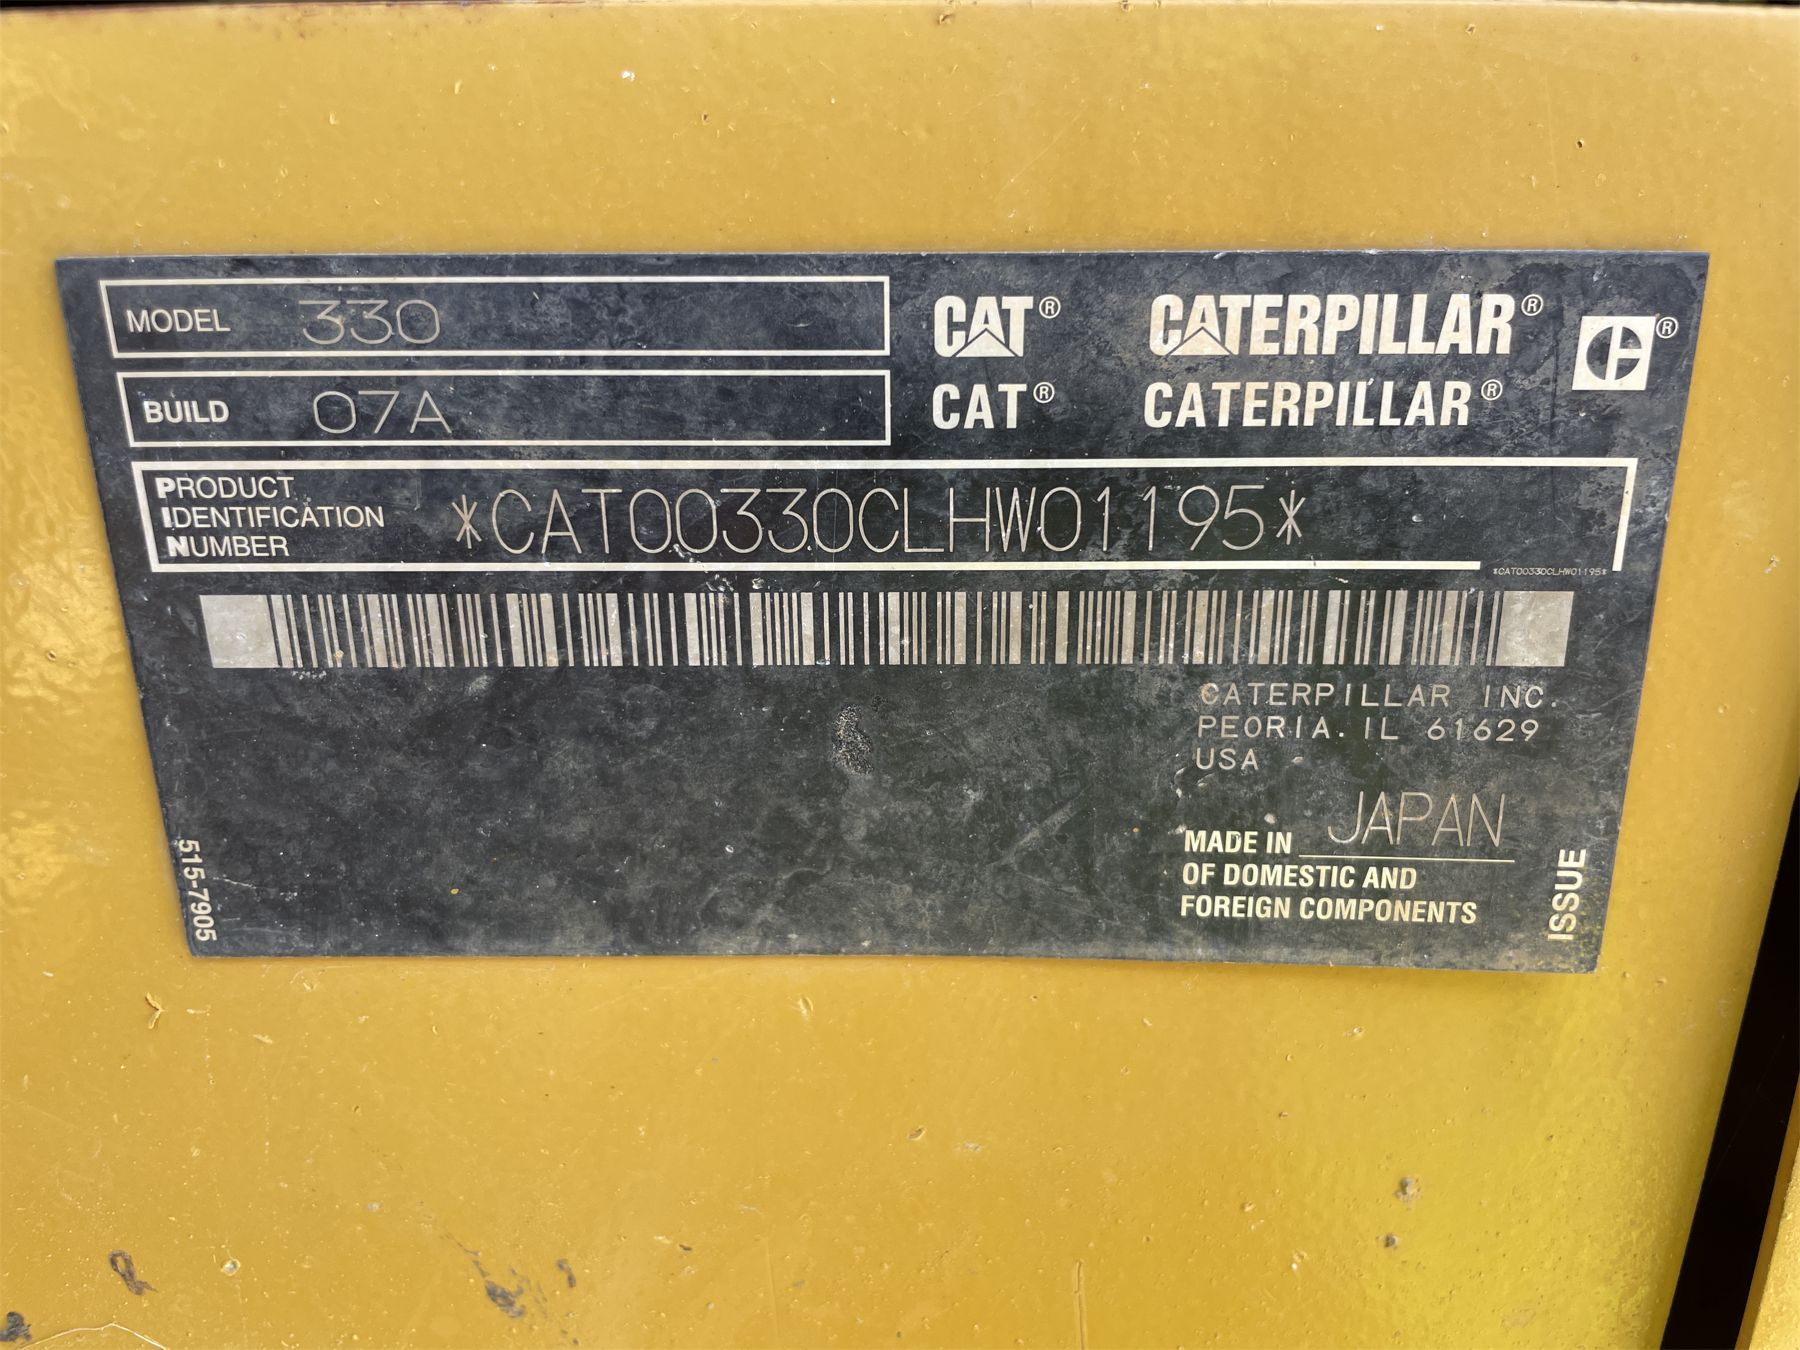 MODEL 330
CAT® CATERPILLAR® ®
BUILD 07A
CAT® CATERPILLAR®
PRODUCT
IDENTIFICATION
NUMBER
*CAT00330CLHW01195*
*CAT00330CLHW01195*
CATERPILLAR INC.
PEORIA. IL 61629
USA
MADE IN JAPAN
OF DOMESTIC AND
FOREIGN COMPONENTS
ISSUE
515-7905